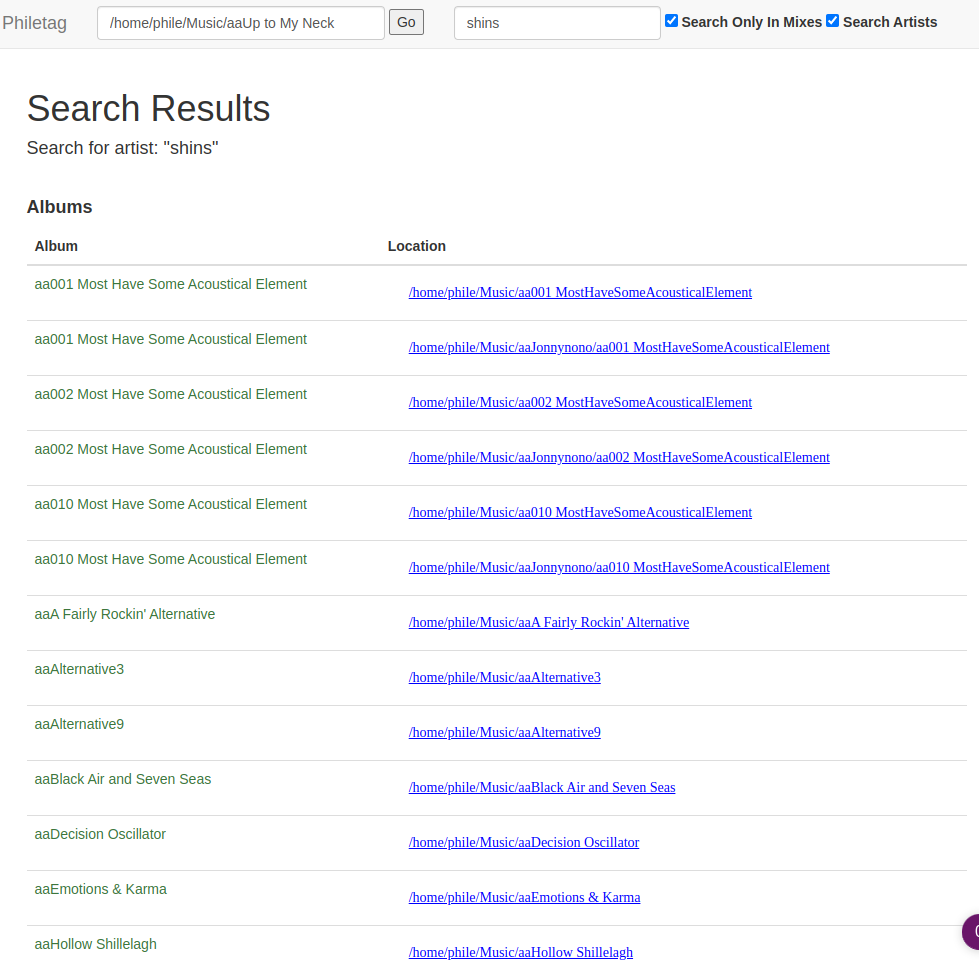 Philetag /home/phile/Music/aaUp to My Neck Go shins Search Only In Mixes Search Artists
Search Results
Search for artist: "shins"
Albums
Album Location
aa001 Most Have Some Acoustical Element /home/phile/Music/aa001 MostHaveSomeAcousticalElement
aa001 Most Have Some Acoustical Element /home/phile/Music/aaJonnynono/aa001 MostHaveSomeAcousticalElement
aa002 Most Have Some Acoustical Element /home/phile/Music/aa002 MostHaveSomeAcousticalElement
aa002 Most Have Some Acoustical Element /home/phile/Music/aaJonnynono/aa002 MostHaveSomeAcousticalElement
aa010 Most Have Some Acoustical Element /home/phile/Music/aa010 MostHaveSomeAcousticalElement
aa010 Most Have Some Acoustical Element /home/phile/Music/aaJonnynono/aa010 MostHaveSomeAcousticalElement
aaA Fairly Rockin' Alternative /home/phile/Music/aaA Fairly Rockin' Alternative
aaAlternative3 /home/phile/Music/aaAlternative3
aaAlternative9 /home/phile/Music/aaAlternative9
aaBlack Air and Seven Seas /home/phile/Music/aaBlack Air and Seven Seas
aaDecision Oscillator /home/phile/Music/aaDecision Oscillator
aaEmotions & Karma /home/phile/Music/aaEmotions & Karma
aaHollow Shillelagh /home/phile/Music/aaHollow Shillelagh